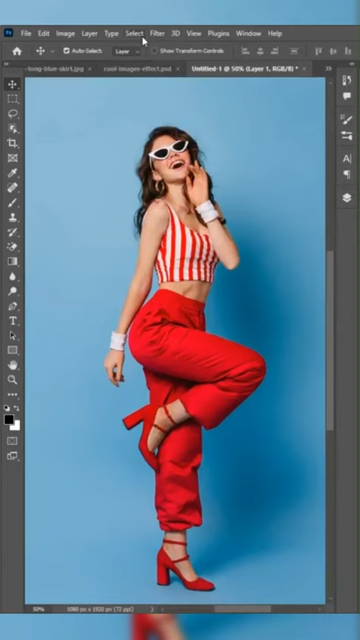 Ps File Edit Image Layer Type Select Filter 3D View Plugins Window Help
Auto-Select: Layer Show Transform Controls
-long-blue-skirt.jpg × cool-images-effect.psd × Untitled-1 @ 50% (Layer 1, RGB/8) * ×
50% 1080 px x 1920 px (72 ppi)